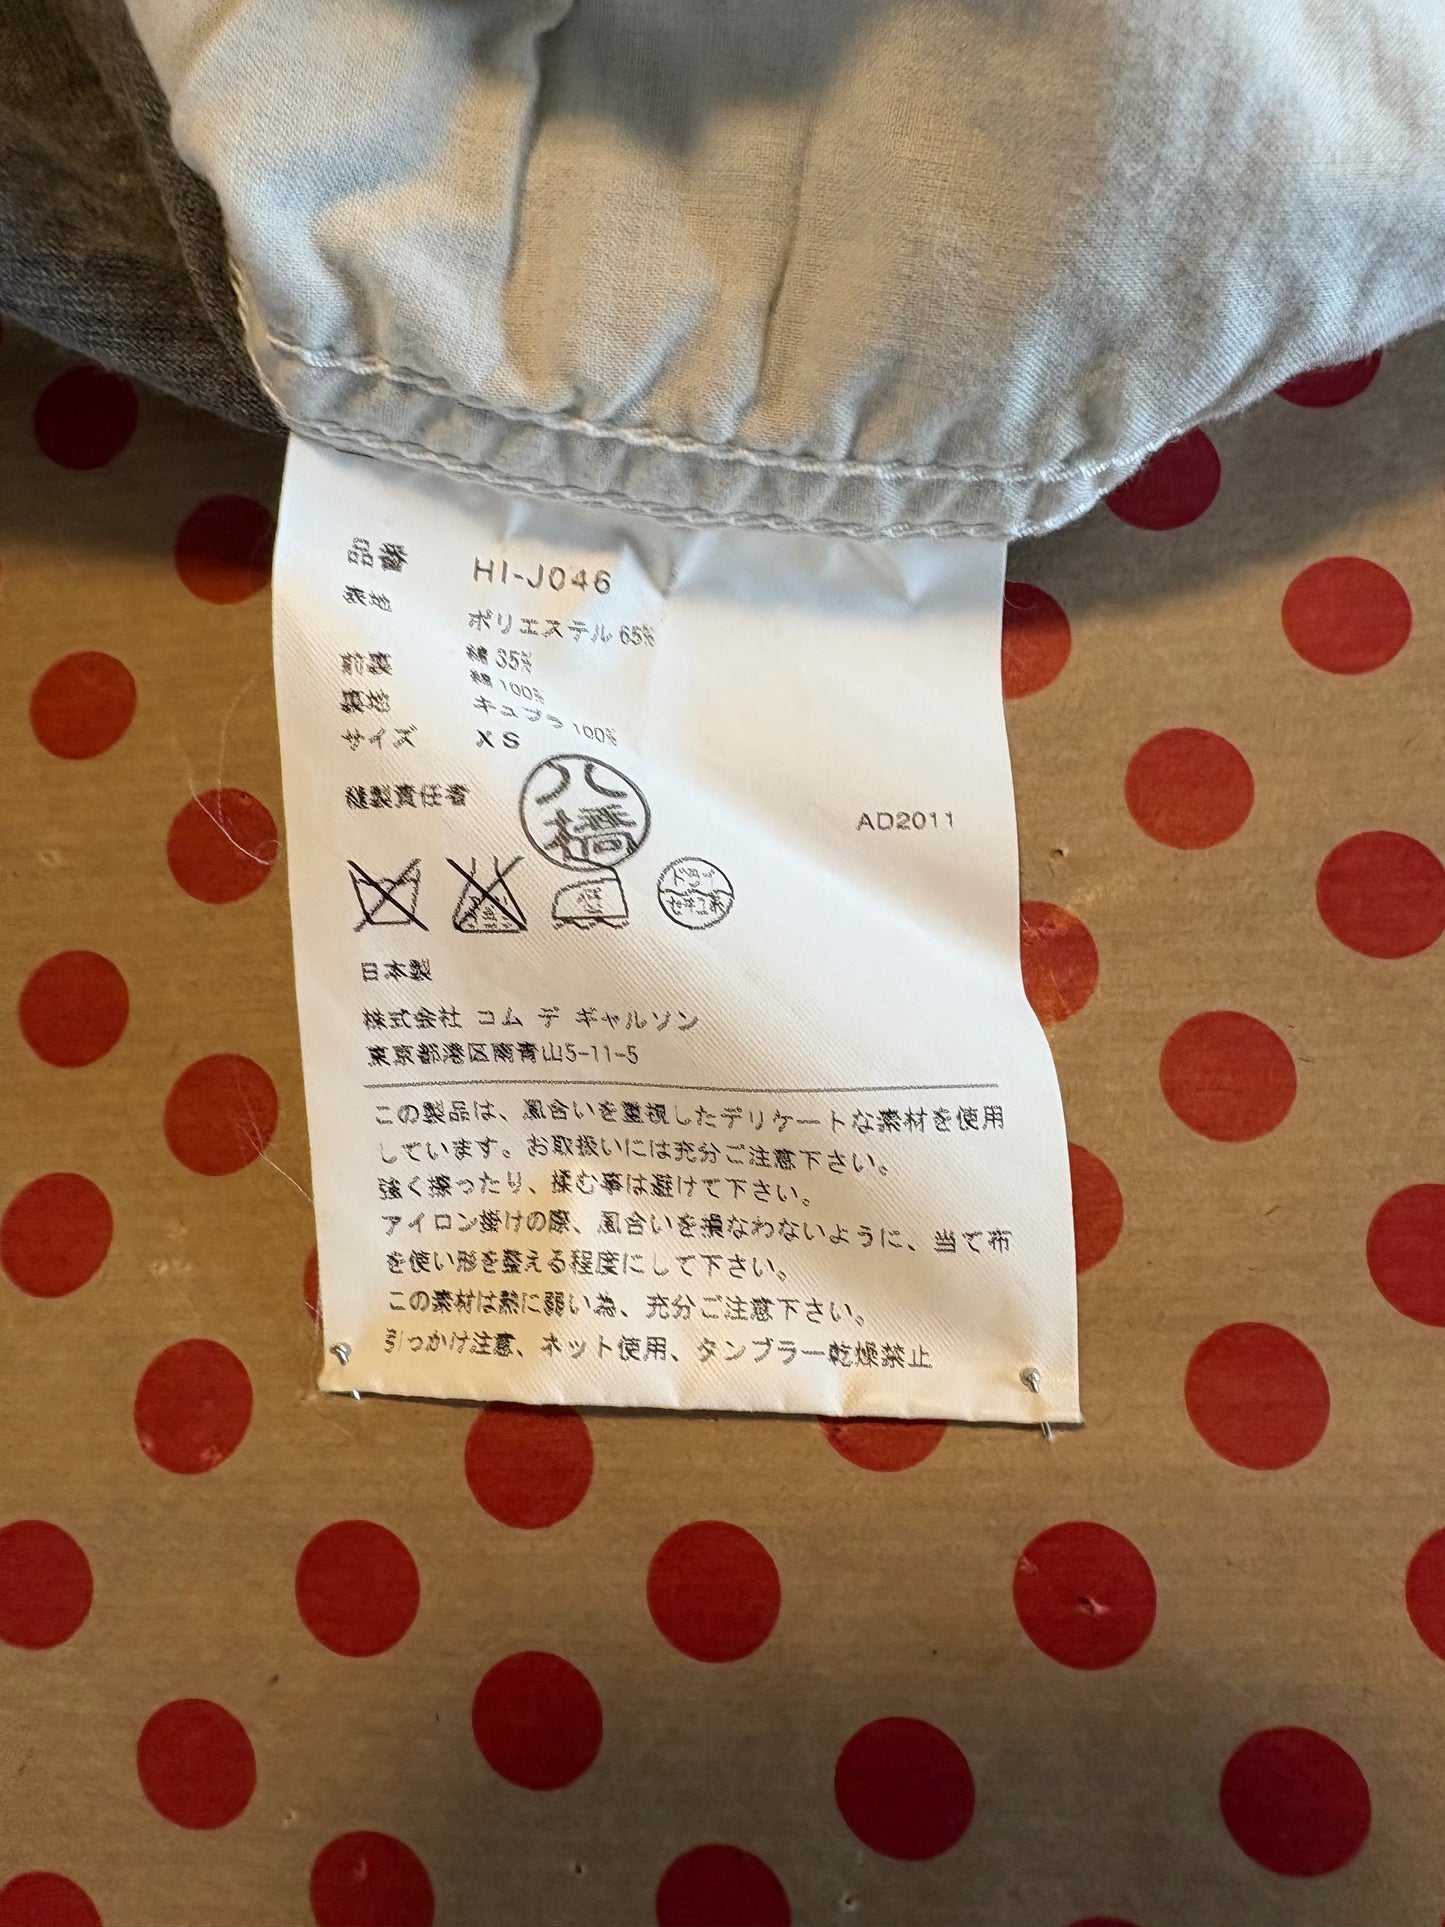 品番 HI-J046
ポリエステル 65%
綿 35%
綿 100%
キュプラ 100%
サイズ XS
縫製責任者 八橋
AD2011
日本製
株式会社 コム デ ギャルソン
東京都港区南青山5-11-5
この製品は、風合いを重視したデリケートな素材を使用
しています。お取扱いには充分ご注意下さい。
強く擦ったり、揉む事は避けて下さい。
アイロン掛けの際、風合いを損なわないように、当て布
を使い形を整える程度にして下さい。
この素材は熱に弱い為、充分ご注意下さい。
引っかけ注意、ネット使用、タンブラー乾燥禁止